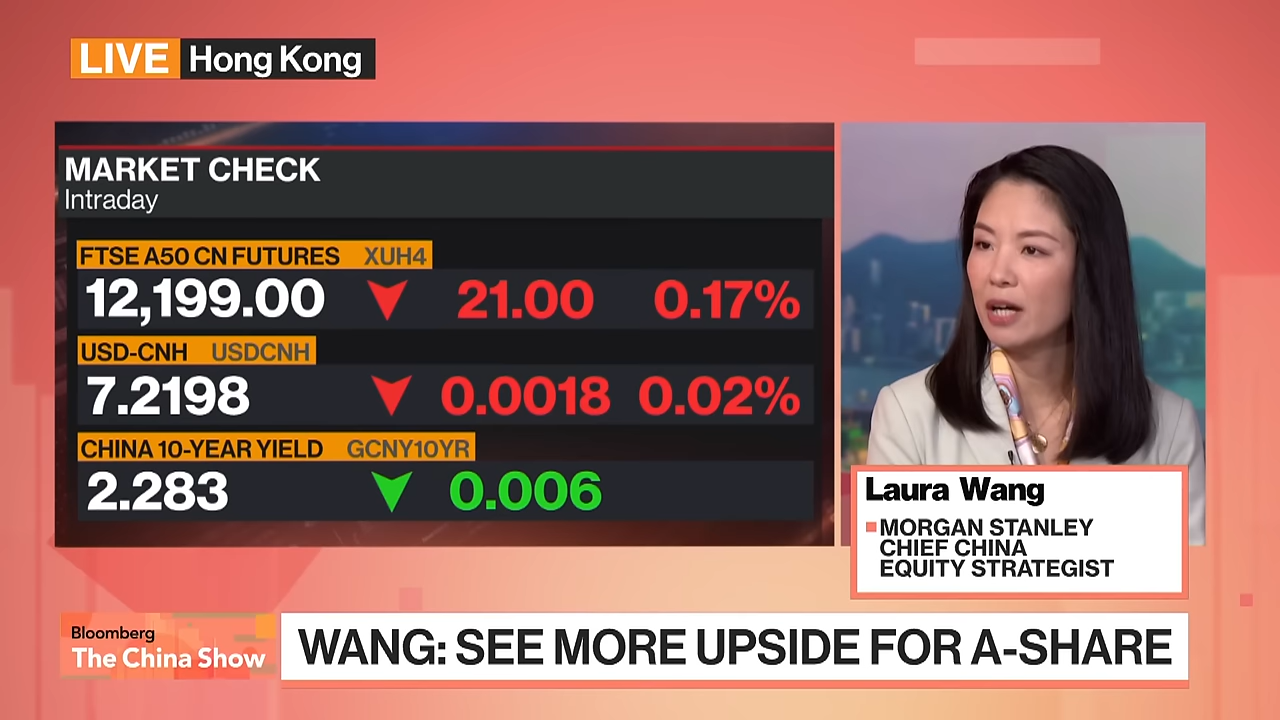 LIVE Hong Kong
MARKET CHECK
Intraday
FTSE A50 CN FUTURES XUH4
12,199.00 21.00 0.17%
USD-CNH USDCNH
7.2198 0.0018 0.02%
CHINA 10-YEAR YIELD GCNY10YR
2.283 0.006
Laura Wang
MORGAN STANLEY
CHIEF CHINA
EQUITY STRATEGIST
Bloomberg
The China Show
WANG: SEE MORE UPSIDE FOR A-SHARE